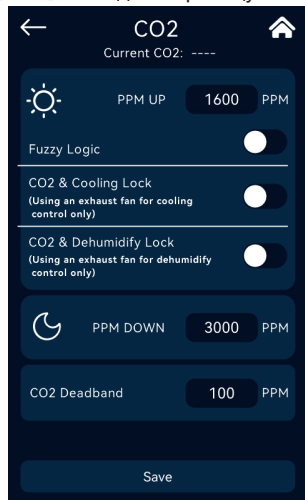 CO2
Current CO2: ----
PPM UP 1600 PPM
Fuzzy Logic
CO2 & Cooling Lock
(Using an exhaust fan for cooling
control only)
CO2 & Dehumidify Lock
(Using an exhaust fan for dehumidify
control only)
PPM DOWN 3000 PPM
CO2 Deadband 100 PPM
Save